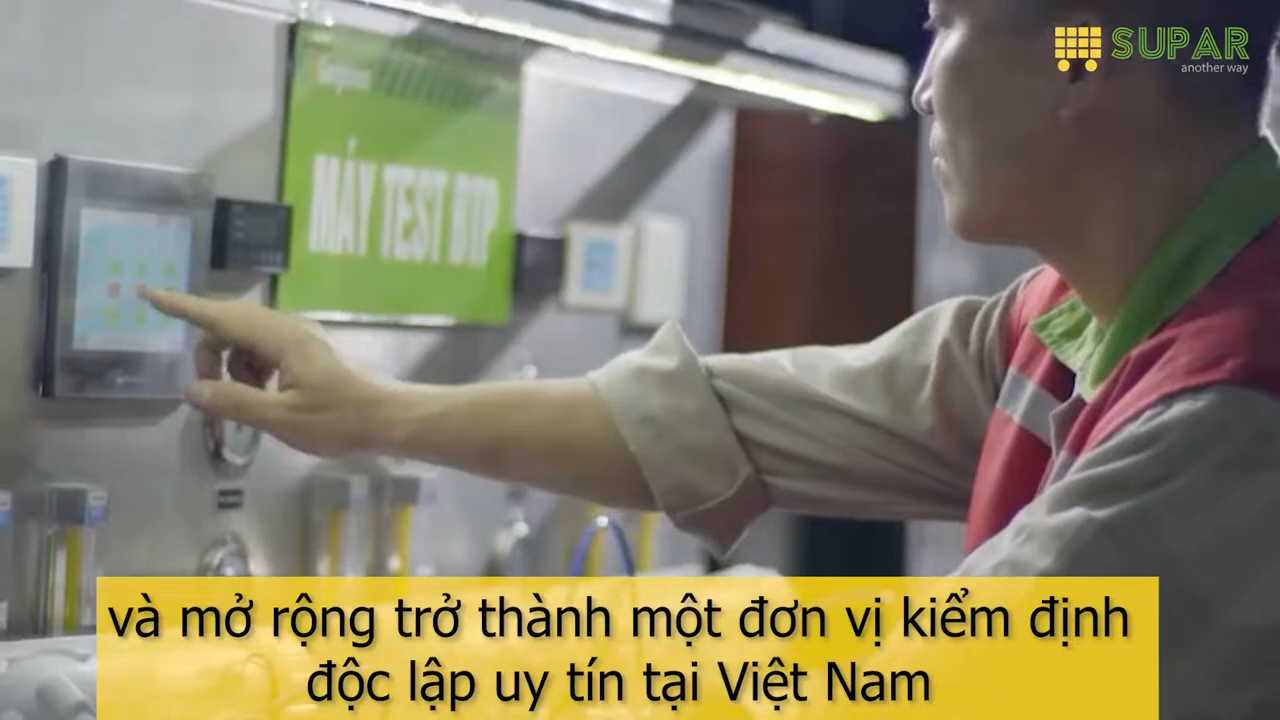 SUPAR
another way
MÁY TEST BTP
và mở rộng trở thành một đơn vị kiểm định
độc lập uy tín tại Việt Nam